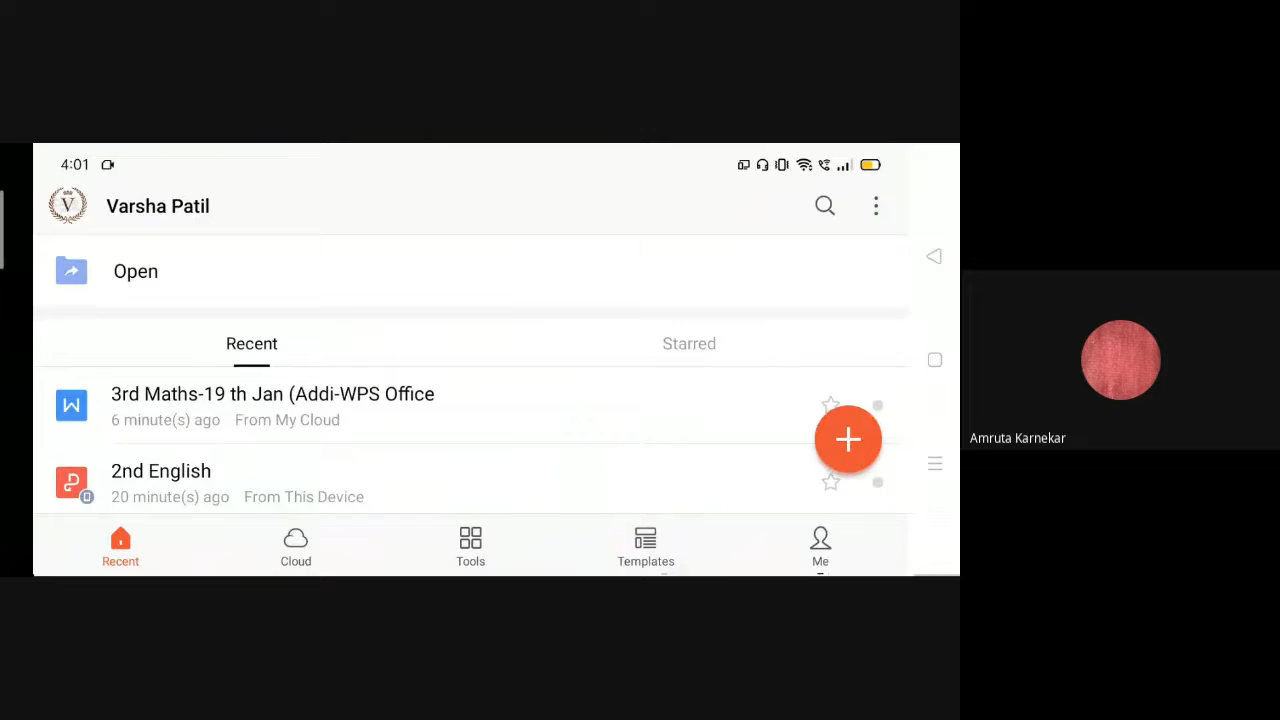 4:01
V
Varsha Patil
Open
Recent
Starred
3rd Maths-19 th Jan (Addi-WPS Office
6 minute(s) ago From My Cloud
2nd English
20 minute(s) ago From This Device
Recent
Cloud
Tools
Templates
Me
Amruta Karnekar